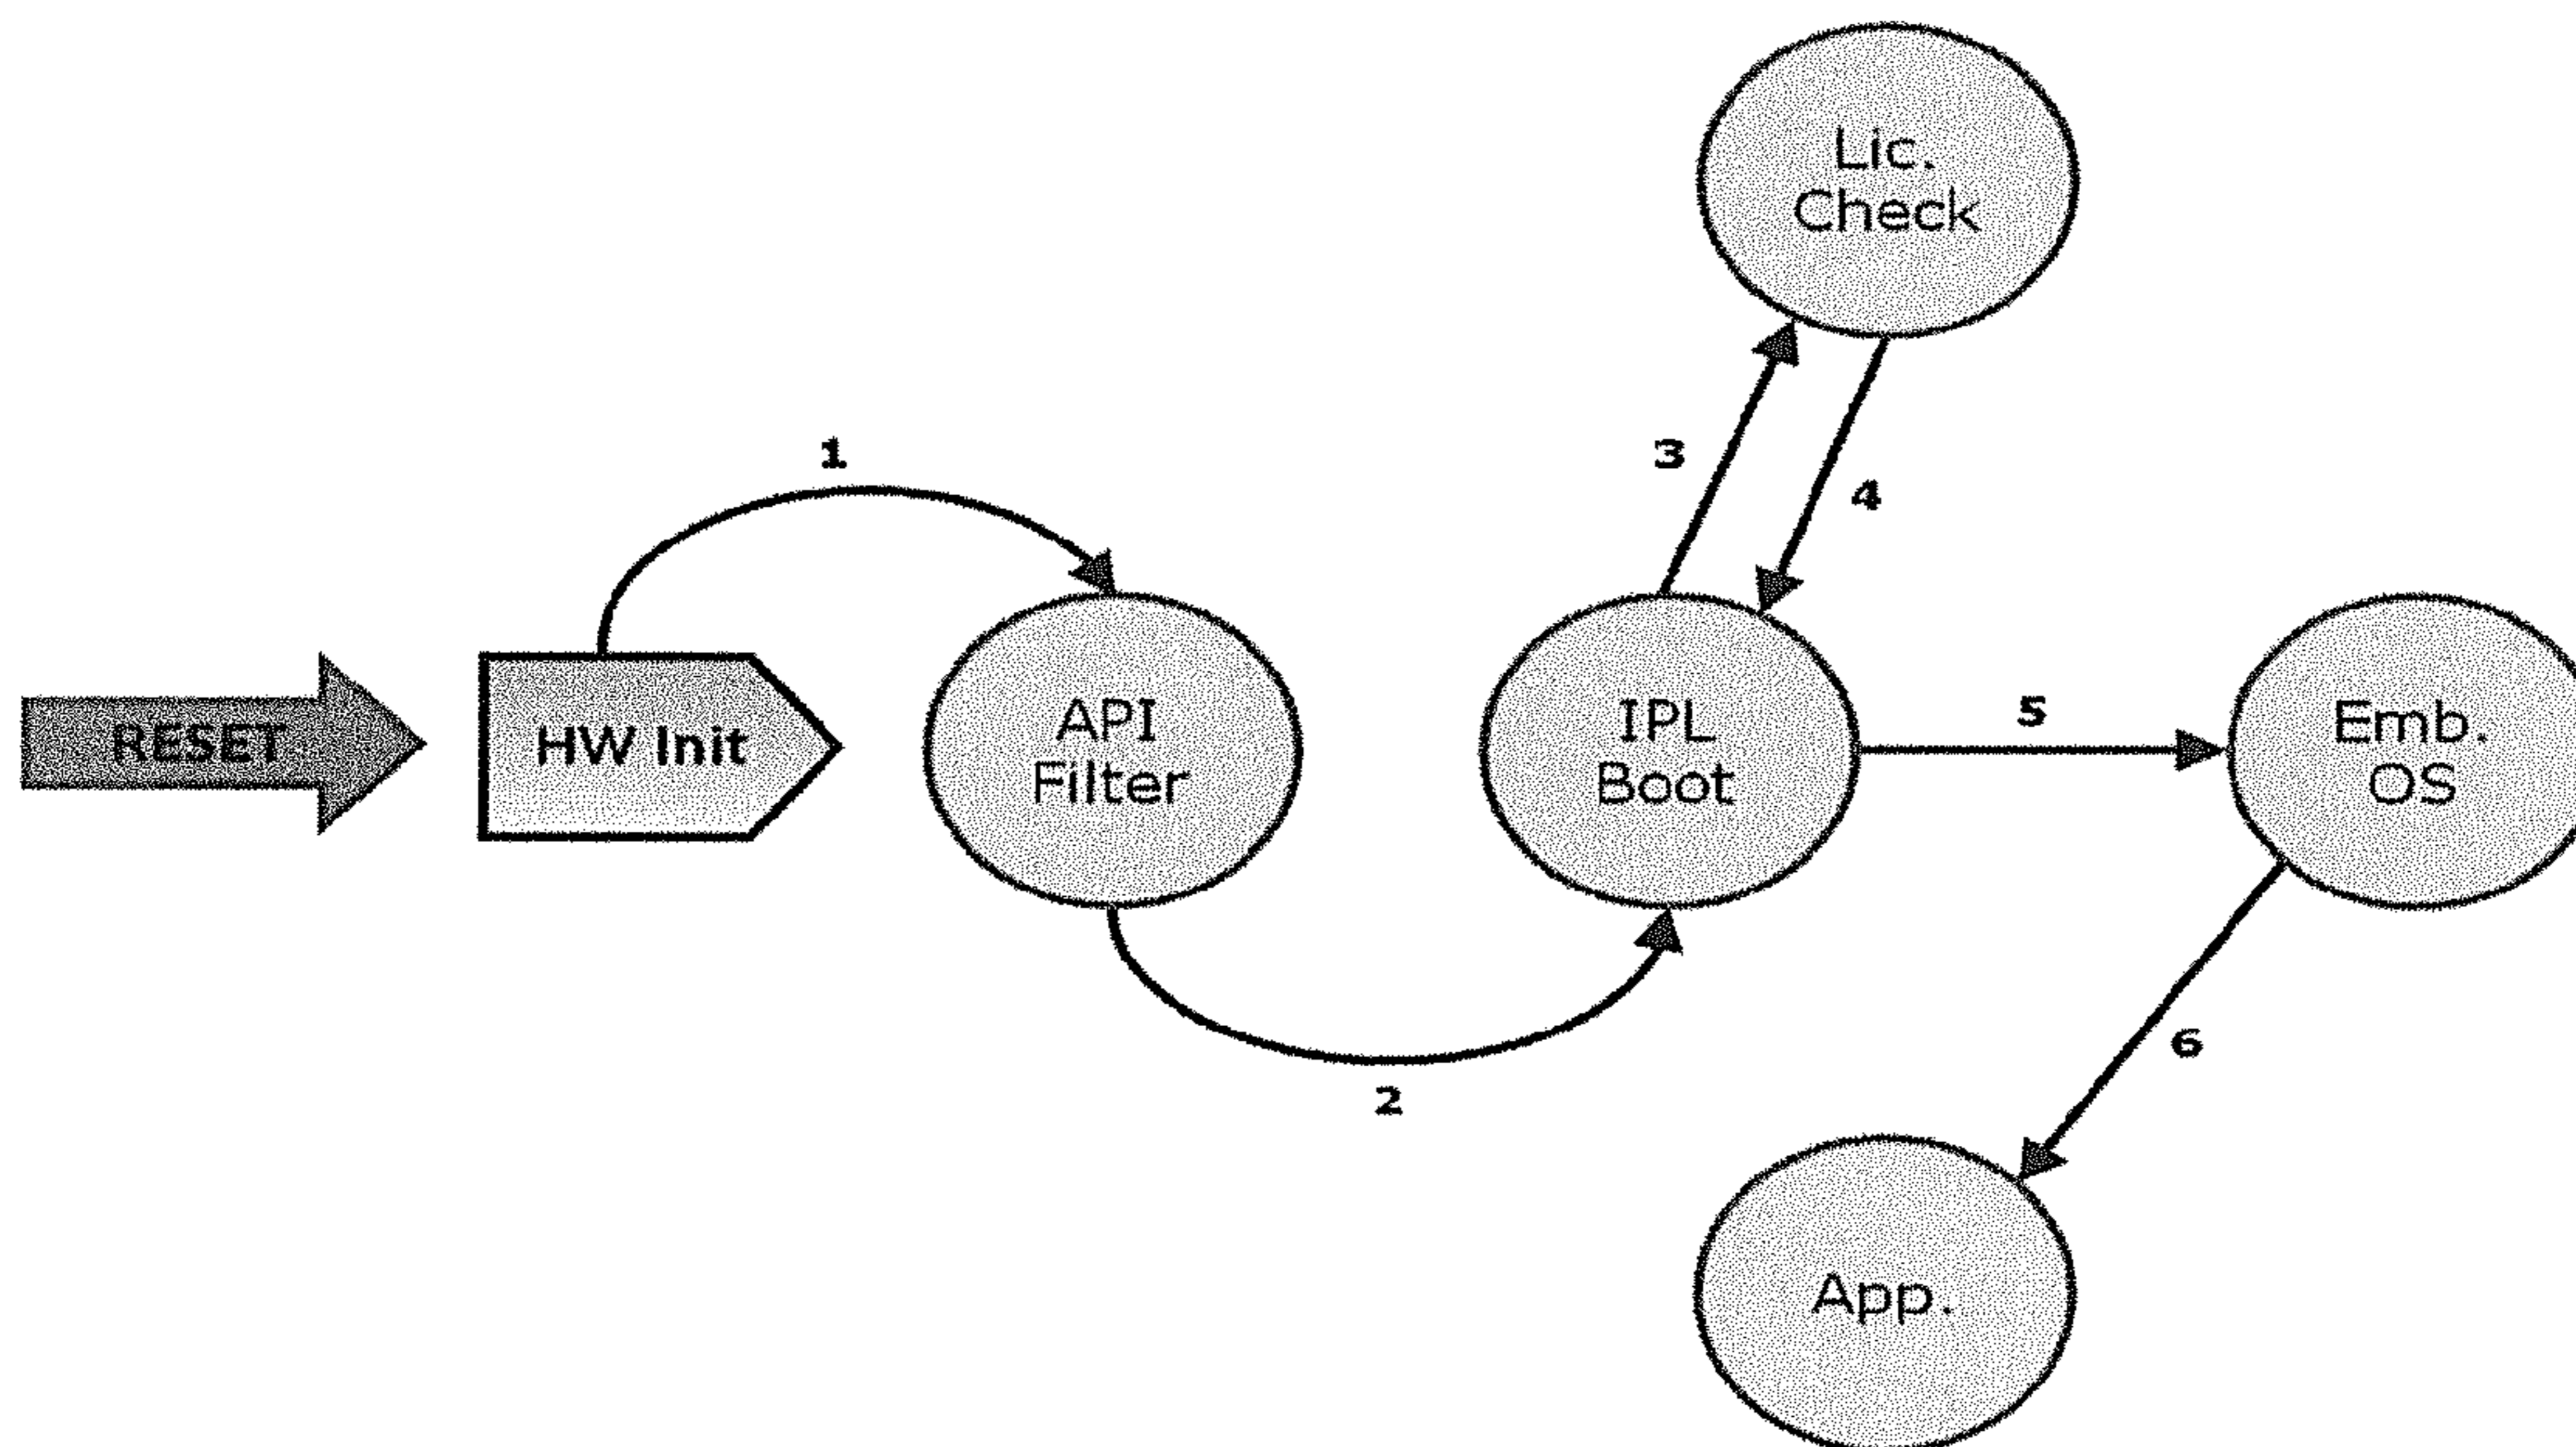 Lic.
Check
1
3
4
RESET
HW Init
API
Filter
IPL
Boot
5
Emb.
OS
2
6
App.